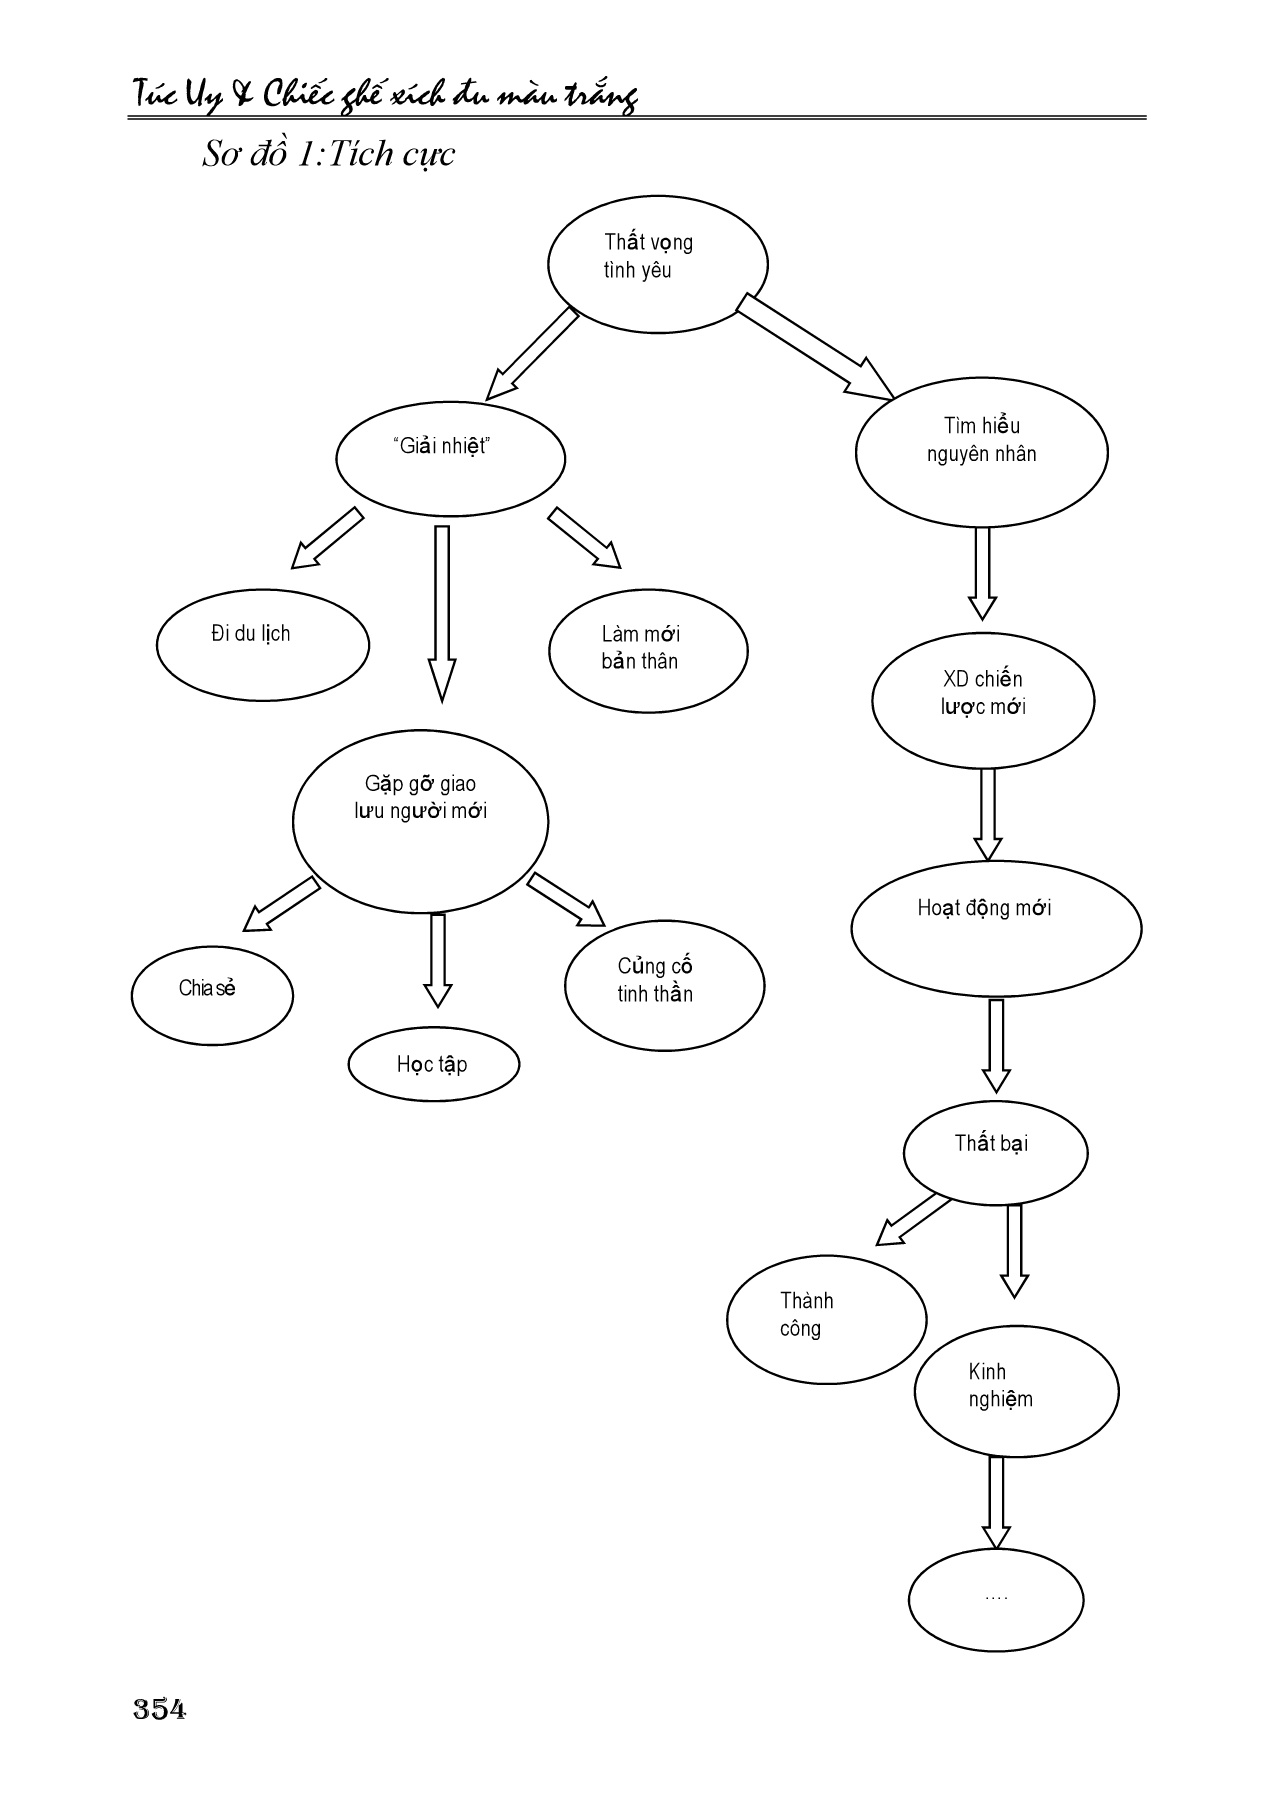 Túc Uy & Chiếc ghế xích đu màu trắng
Sơ đồ 1:Tích cực
Thất vọng
tình yêu
“Giải nhiệt”
Tìm hiểu
nguyên nhân
Đi du lịch
Làm mới
bản thân
XD chiến
lược mới
Gặp gỡ giao
lưu người mới
Hoạt động mới
Chia sẻ
Củng cố
tinh thần
Học tập
Thất bại
Thành
công
Kinh
nghiệm
....
354